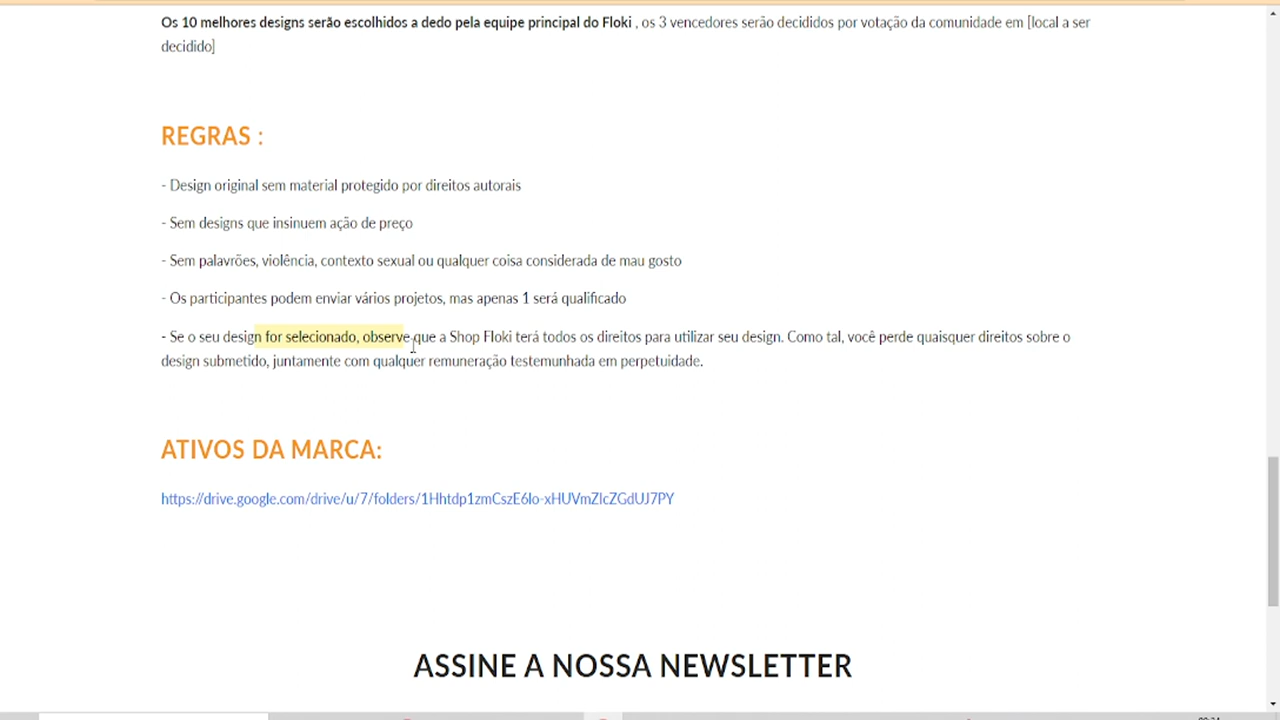 Os 10 melhores designs serão escolhidos a dedo pela equipe principal do Floki , os 3 vencedores serão decididos por votação da comunidade em [local a ser
decidido]
REGRAS :
- Design original sem material protegido por direitos autorais
- Sem designs que insinuem ação de preço
- Sem palavrões, violência, contexto sexual ou qualquer coisa considerada de mau gosto
- Os participantes podem enviar vários projetos, mas apenas 1 será qualificado
- Se o seu design for selecionado, observe que a Shop Floki terá todos os direitos para utilizar seu design. Como tal, você perde quaisquer direitos sobre o
design submetido, juntamente com qualquer remuneração testemunhada em perpetuidade.
ATIVOS DA MARCA:
https://drive.google.com/drive/u/7/folders/1Hhtdp1zmCszE6lo-xHUVmZlcZGdUJ7PY
ASSINE A NOSSA NEWSLETTER